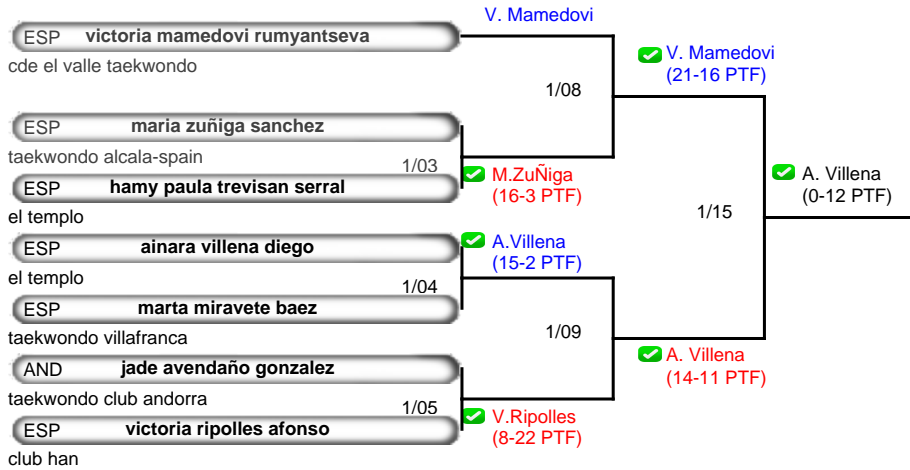 V. Mamedovi
ESP victoria mamedovi rumyantseva
cde el valle taekwondo
V. Mamedovi
(21-16 PTF)
1/08
ESP maria zuñiga sanchez
taekwondo alcala-spain
1/03
M.ZuÑiga
(16-3 PTF)
ESP hamy paula trevisan serral
el templo
A. Villena
(0-12 PTF)
1/15
ESP ainara villena diego
el templo
A.Villena
(15-2 PTF)
1/04
ESP marta miravete baez
taekwondo villafranca
1/09
AND jade avendaño gonzalez
taekwondo club andorra
A. Villena
(14-11 PTF)
1/05
ESP victoria ripolles afonso
club han
V.Ripolles
(8-22 PTF)